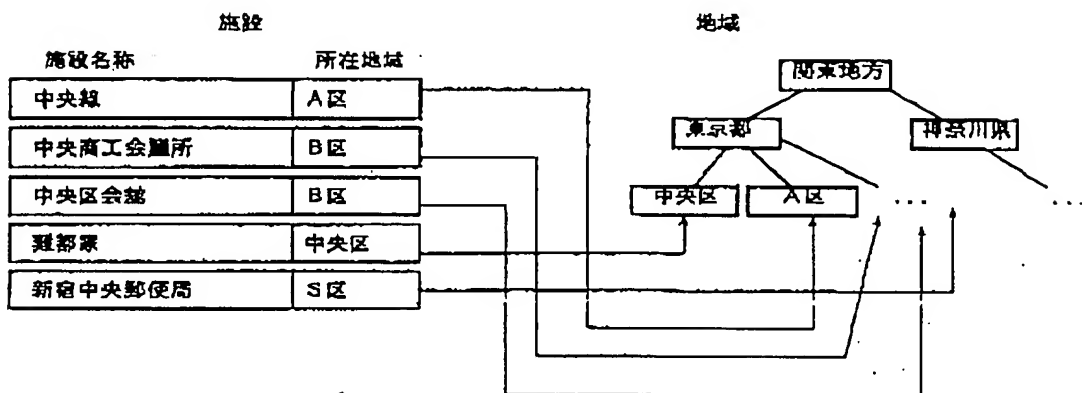 施設
施設名称 所在地域
中央線 A区
中央商工会議所 B区
中央区会館 B区
中央区
新宿中央郵便局 S区
地域
関東地方
東京都 神奈川県
中央区 A区 ... ...